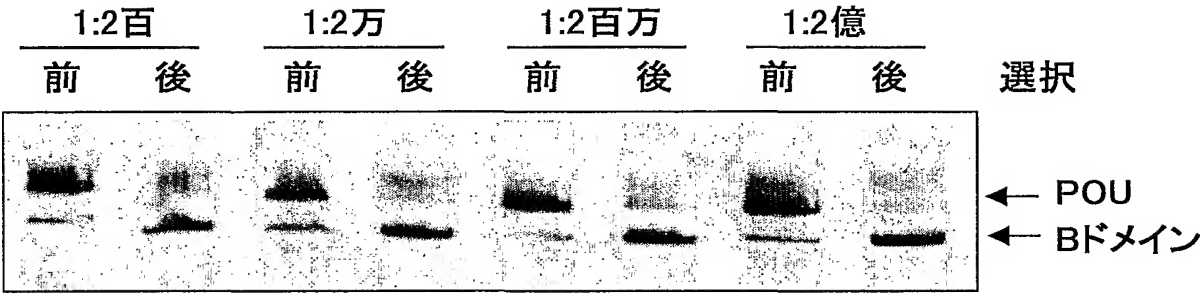 1:2百 1:2万 1:2百万 1:2億
前 後 前 後 前 後 前 後 選択
POU
Bドメイン